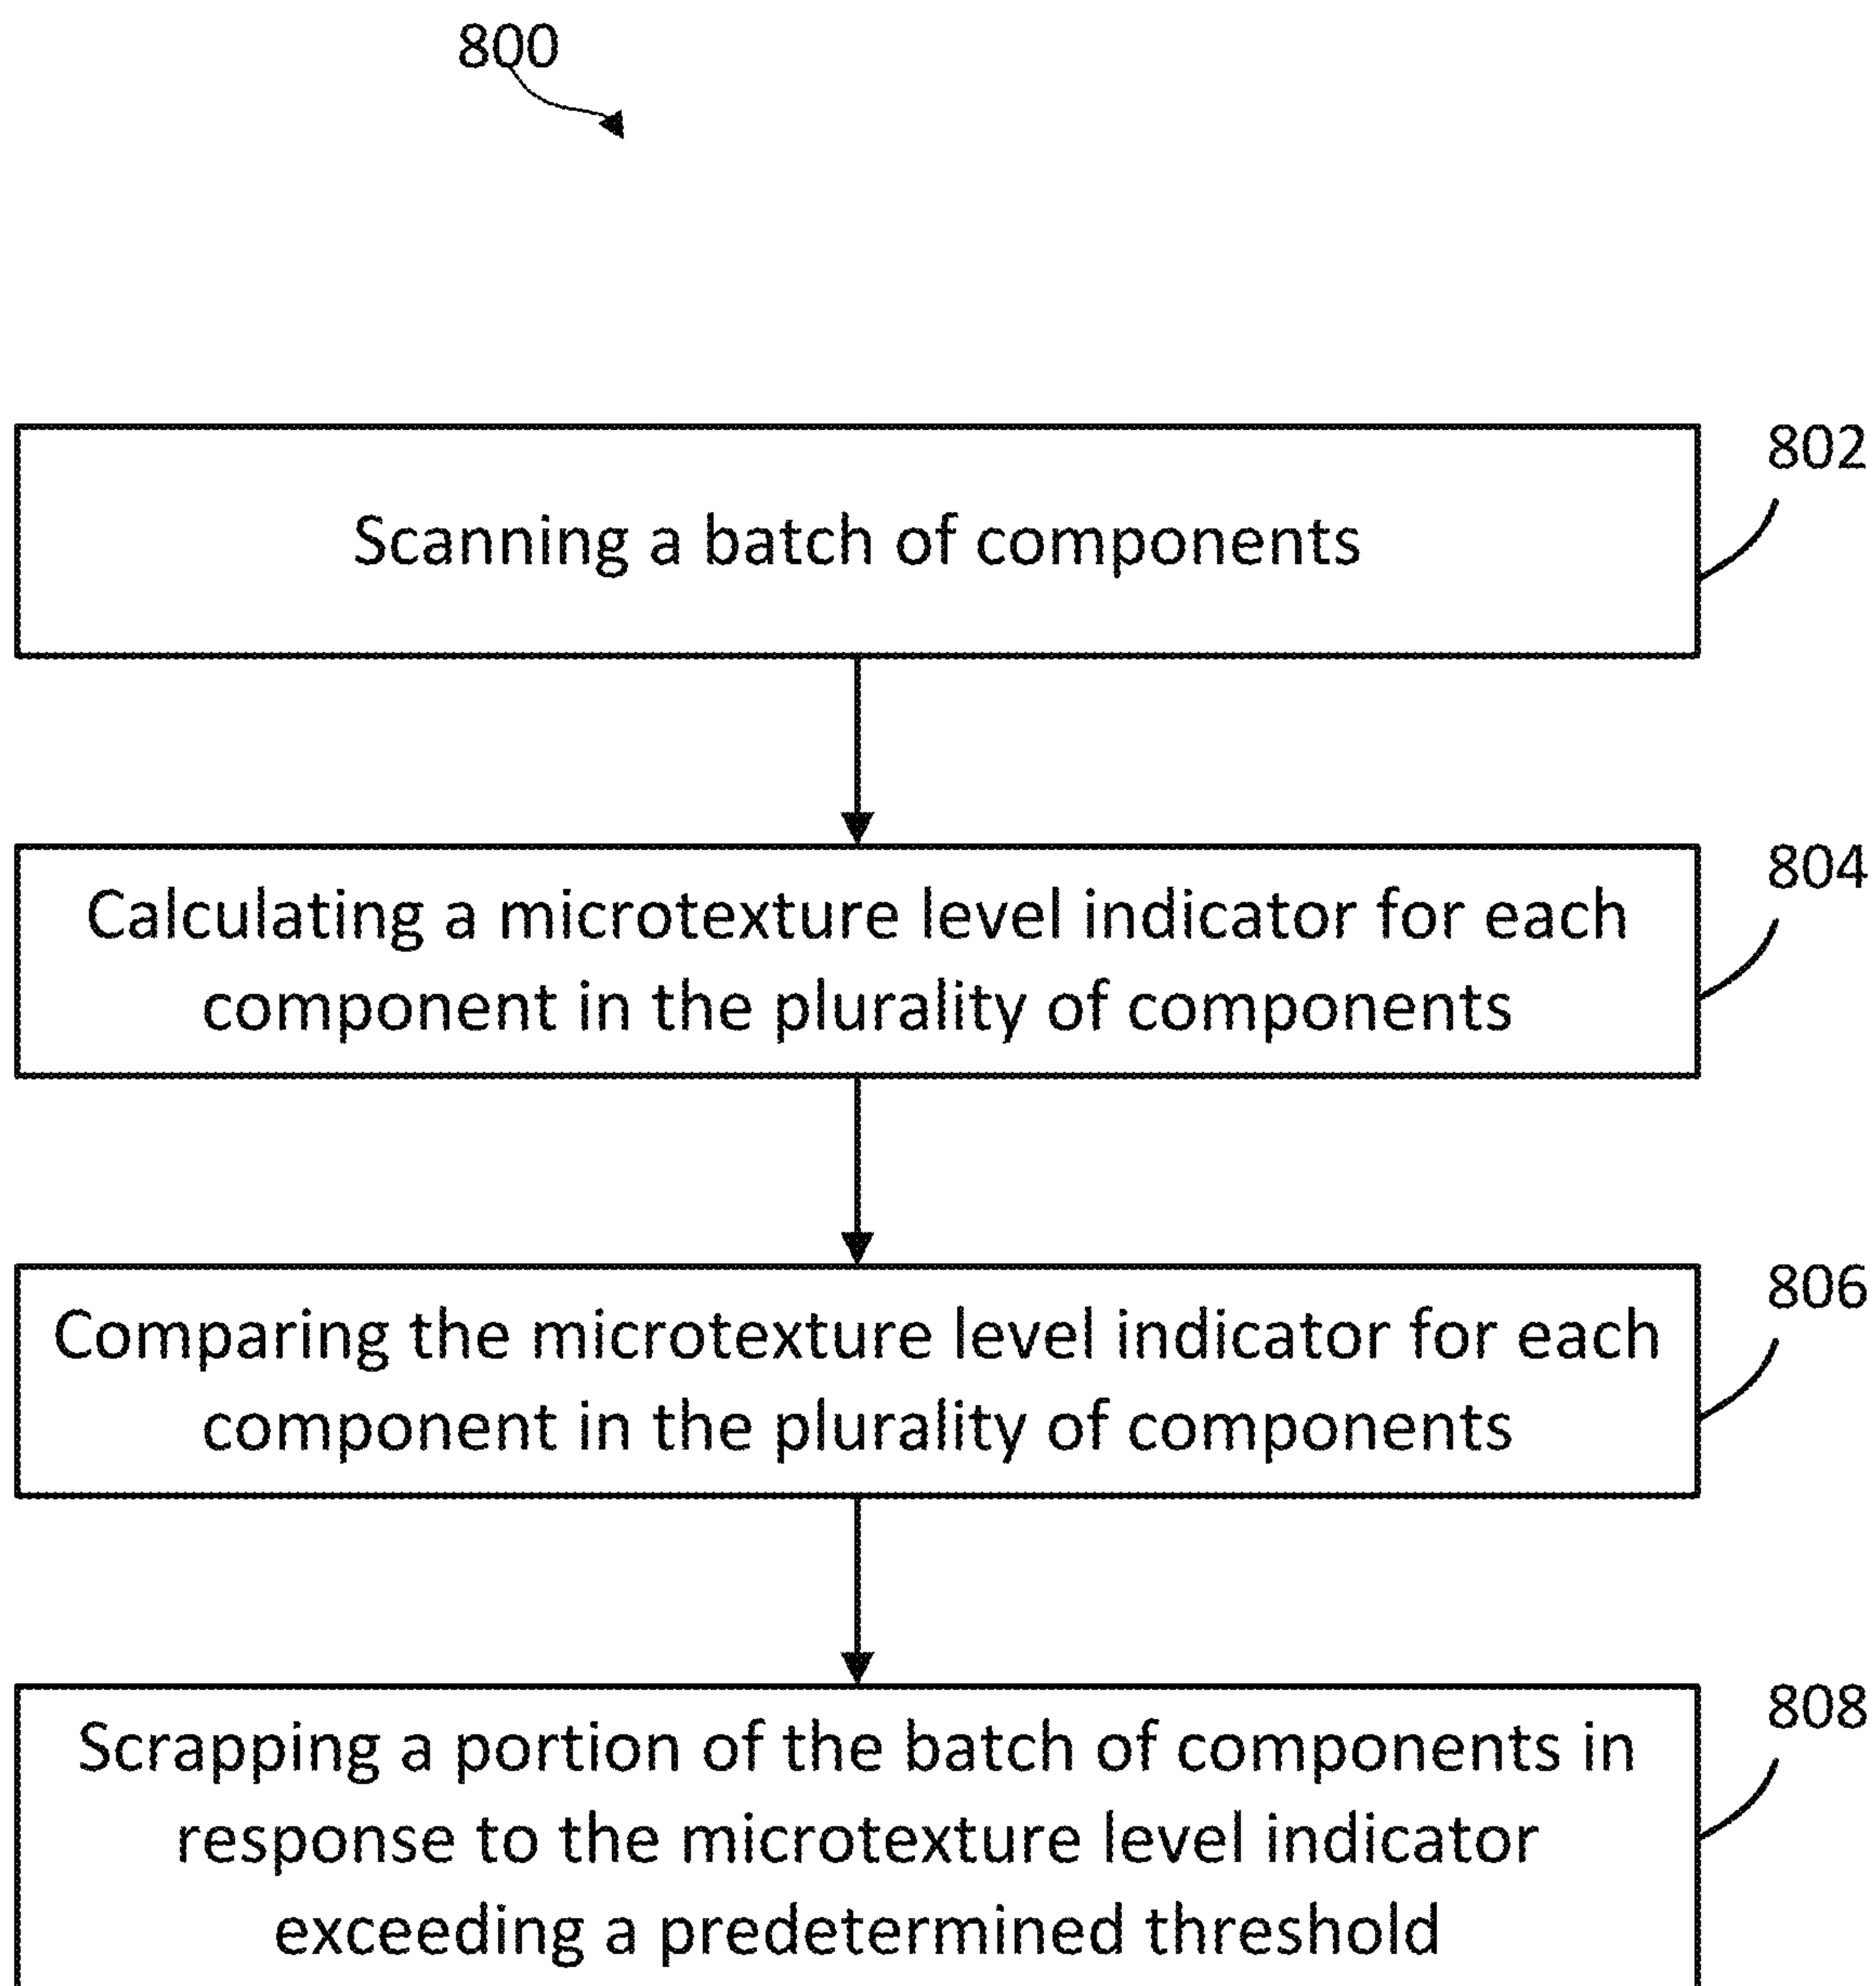 800
802
Scanning a batch of components
804
Calculating a microtexture level indicator for each
component in the plurality of components
806
Comparing the microtexture level indicator for each
component in the plurality of components
808
Scrapping a portion of the batch of components in
response to the microtexture level indicator
exceeding a predetermined threshold